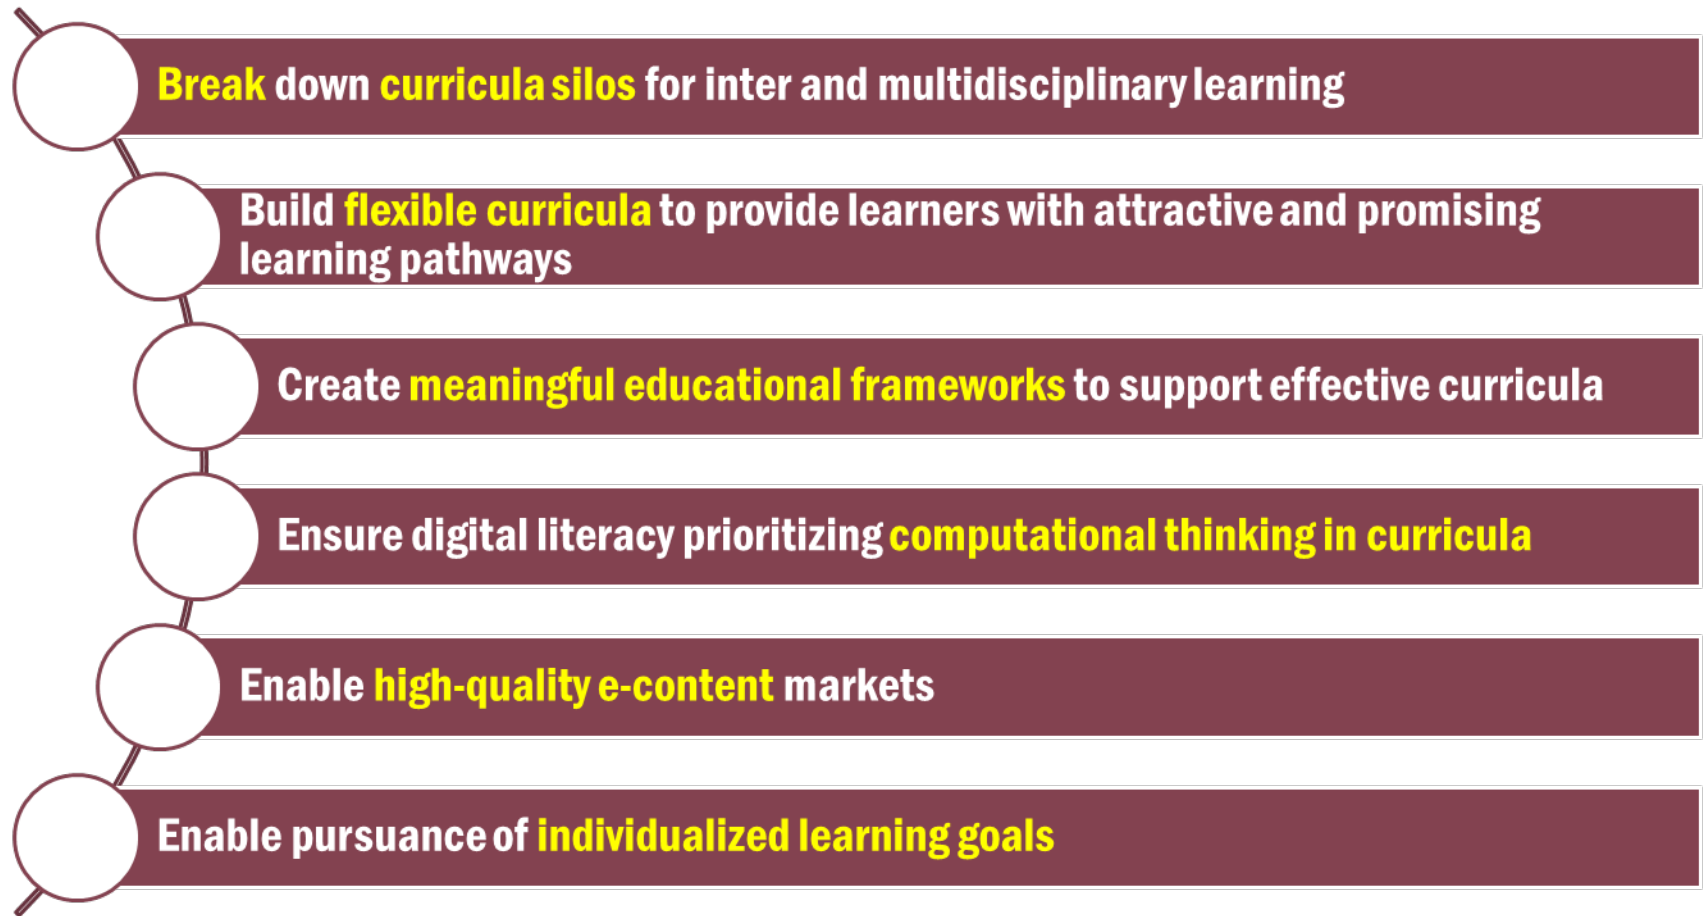 Break down curricula silos for inter and multidisciplinary learning
Build flexible curricula to provide learners with attractive and promising
learning pathways
Create meaningful educational frameworks to support effective curricula
Ensure digital literacy prioritizing computational thinking in curricula
Enable high-quality e-content markets
Enable pursuance of individualized learning goals